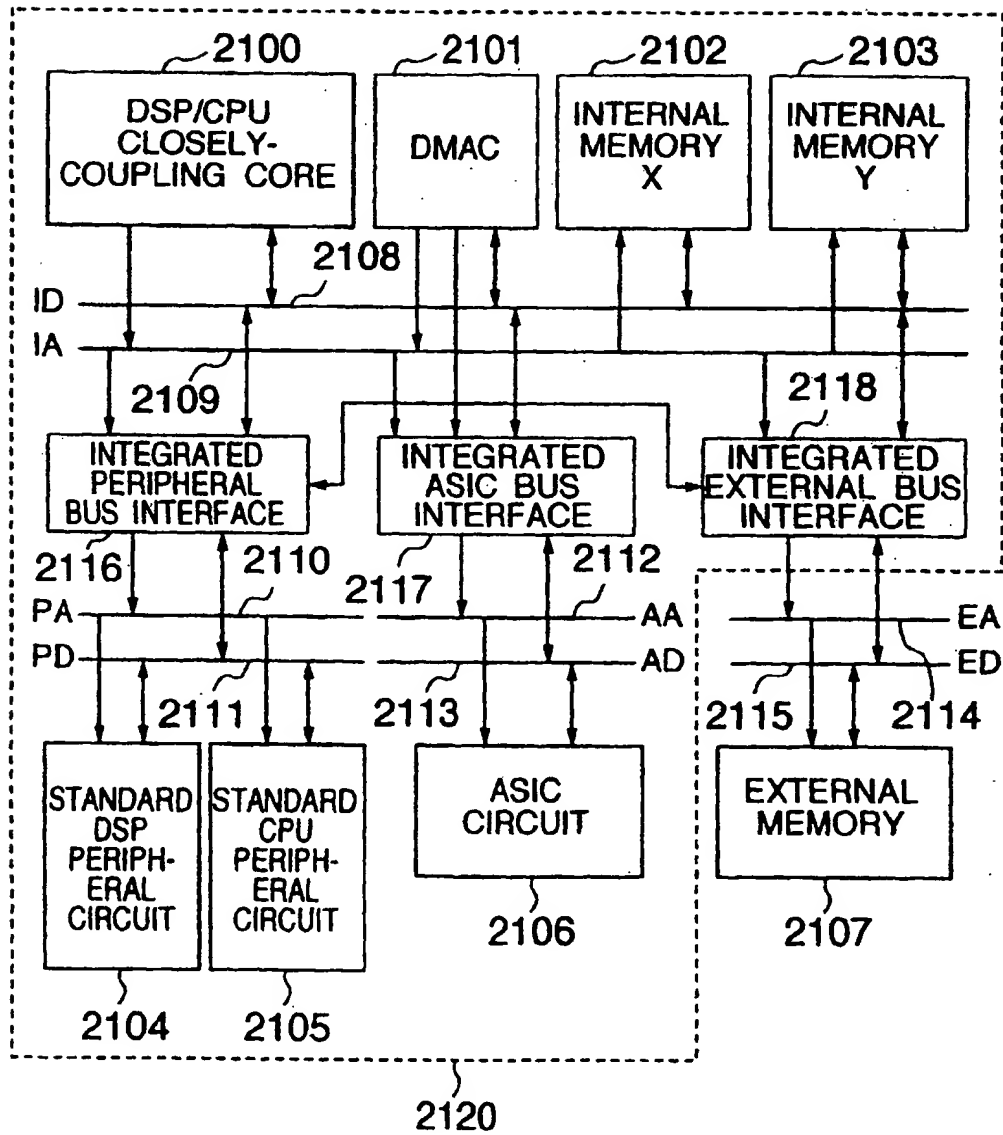 2100
2101
2102
2103
DSP/CPU
CLOSELY-
COUPLING CORE
DMAC
INTERNAL
MEMORY
X
INTERNAL
MEMORY
Y
2108
ID
IA
2109
2118
INTEGRATED
PERIPHERAL
BUS INTERFACE
INTEGRATED
ASIC BUS
INTERFACE
INTEGRATED
EXTERNAL BUS
INTERFACE
2116
2110
2117
2112
PA
AA
EA
PD
AD
ED
2111
2113
2115
2114
STANDARD
DSP
PERIPH-
ERAL
CIRCUIT
STANDARD
CPU
PERIPH-
ERAL
CIRCUIT
ASIC
CIRCUIT
EXTERNAL
MEMORY
2106
2107
2104
2105
2120